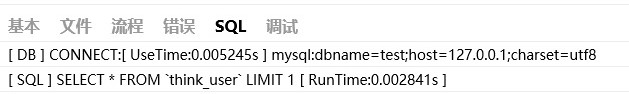 基本 文件 流程 错误 SQL 调试
[ DB ] CONNECT:[ UseTime:0.005245s ] mysql:dbname=test;host=127.0.0.1;charset=utf8
[ SQL ] SELECT * FROM `think_user` LIMIT 1 [ RunTime:0.002841s ]